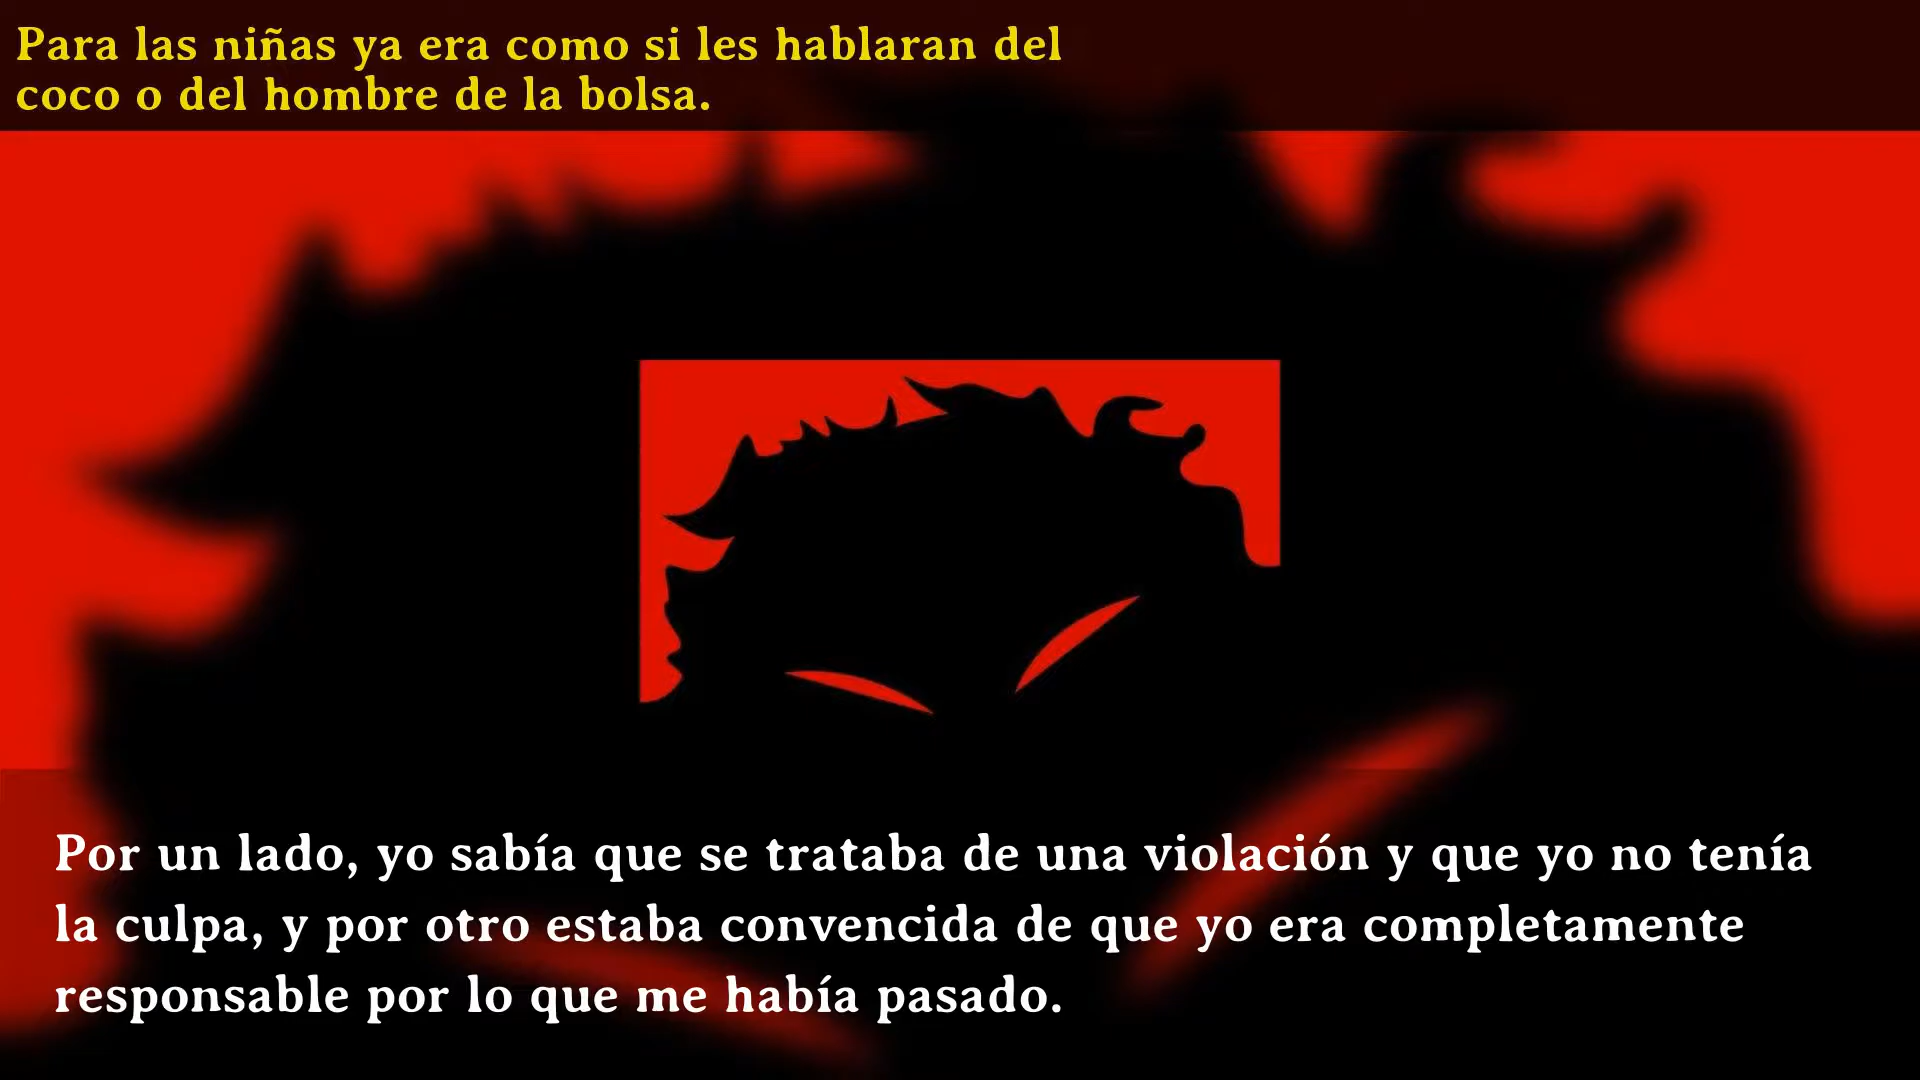 Para las niñas ya era como si les hablaran del
coco o del hombre de la bolsa.
Por un lado, yo sabía que se trataba de una violación y que yo no tenía
la culpa, y por otro estaba convencida de que yo era completamente
responsable por lo que me había pasado.